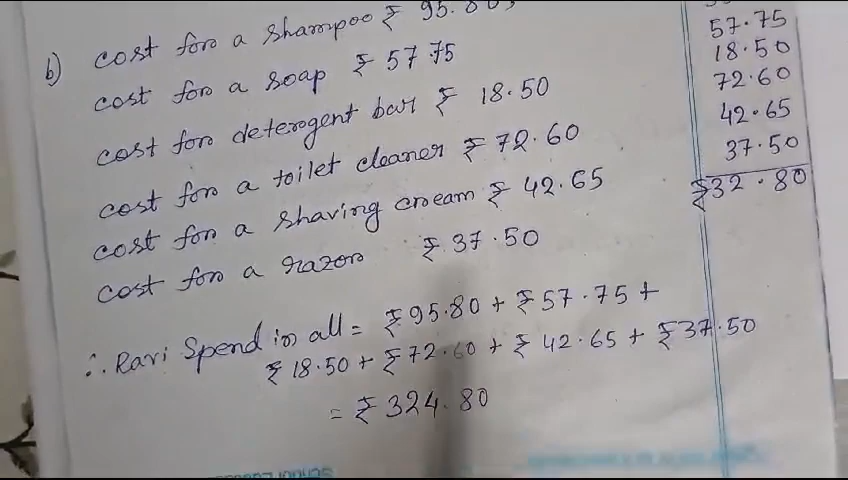 b) cost for a shampoo ₹ 95.80
cost for a soap ₹ 57.75
cost for detergent bar ₹ 18.50
cost for a toilet cleaner ₹ 72.60
cost for a shaving cream ₹ 42.65
cost for a razor ₹ 37.50
∴ Ravi Spend in all = ₹ 95.80 + ₹ 57.75 +
₹ 18.50 + ₹ 72.60 + ₹ 42.65 + ₹ 37.50
= ₹ 324.80
57.75
18.50
72.60
42.65
37.50
₹32.80